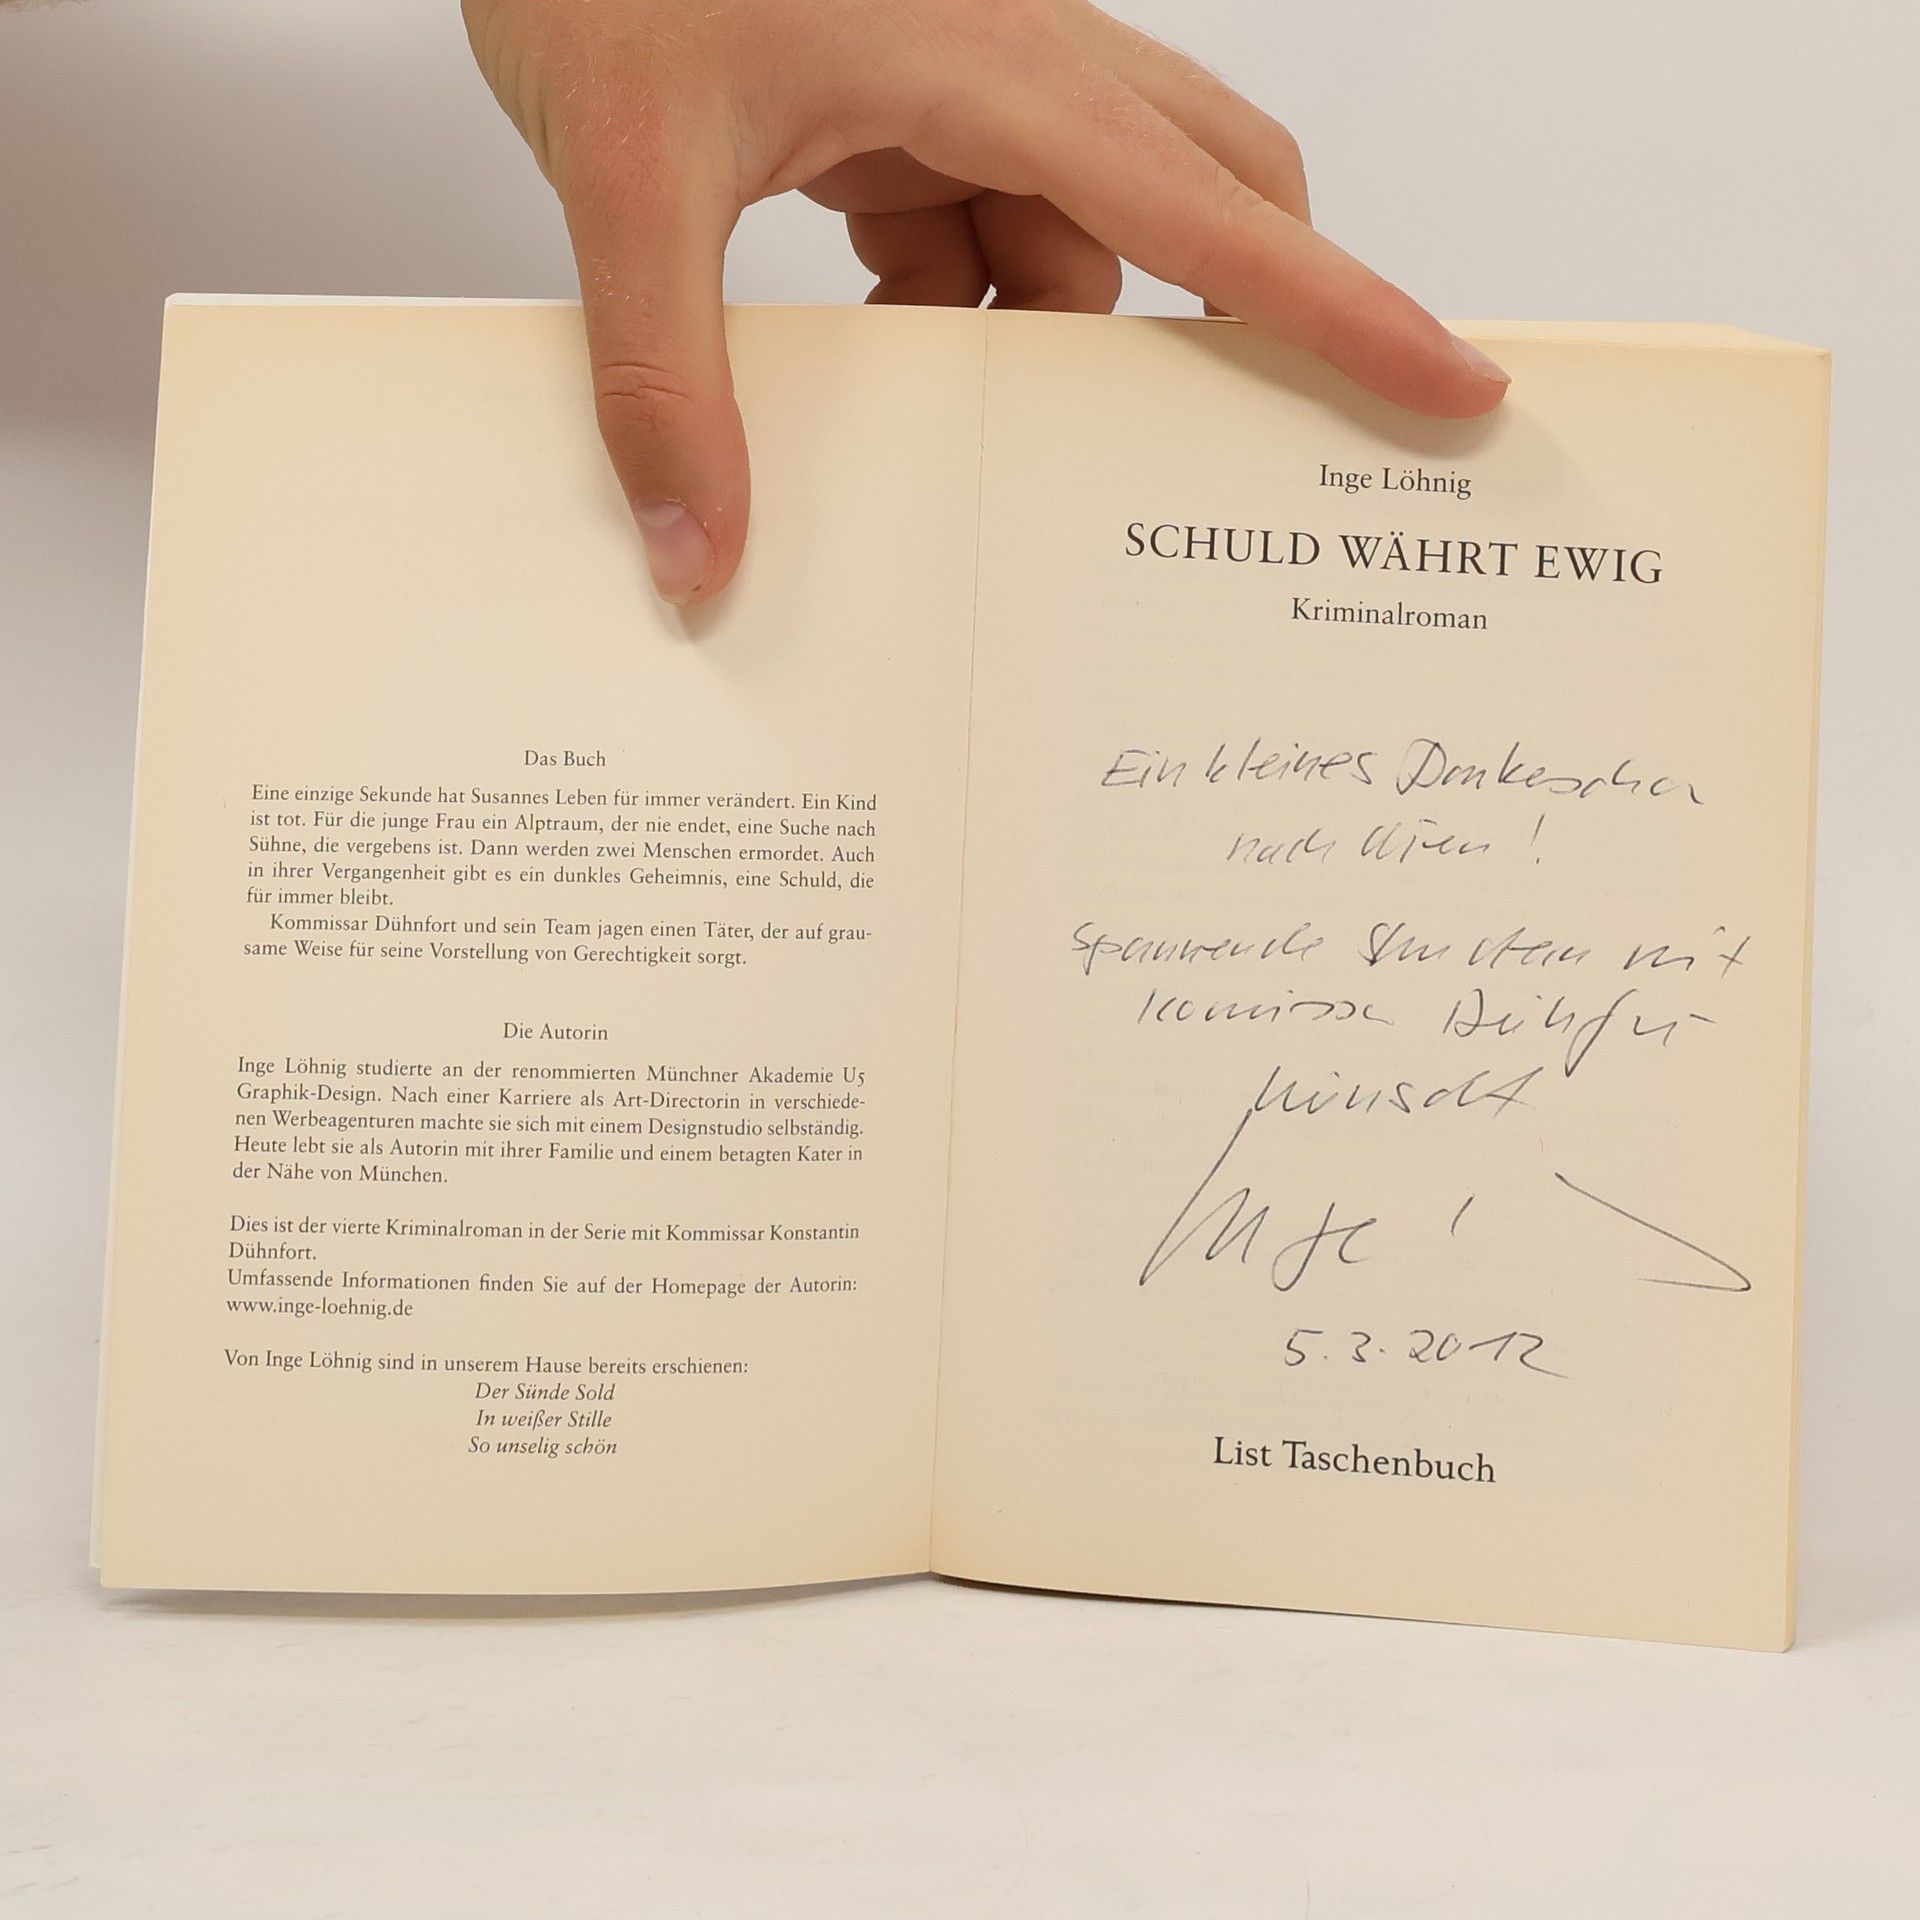 Das Buch
Eine einzige Sekunde hat Susannes Leben für immer verändert. Ein Kind
ist tot. Für die junge Frau ein Alptraum, der nie endet, eine Suche nach
Sühne, die vergebens ist. Dann werden zwei Menschen ermordet. Auch
in ihrer Vergangenheit gibt es ein dunkles Geheimnis, eine Schuld, die
für immer bleibt.
Kommissar Dühnfort und sein Team jagen einen Täter, der auf grau-
same Weise für seine Vorstellung von Gerechtigkeit sorgt.
Die Autorin
Inge Löhnig studierte an der renommierten Münchner Akademie U5
Graphik-Design. Nach einer Karriere als Art-Directorin in verschiede-
nen Werbeagenturen machte sie sich mit einem Designstudio selbständig.
Heute lebt sie als Autorin mit ihrer Familie und einem betagten Kater in
der Nähe von München.
Dies ist der vierte Kriminalroman in der Serie mit Kommissar Konstantin
Dühnfort.
Umfassende Informationen finden Sie auf der Homepage der Autorin:
www.inge-loehnig.de
Von Inge Löhnig sind in unserem Hause bereits erschienen:
Der Sünde Sold
In weißer Stille
So unselig schön
Inge Löhnig
SCHULD WÄHRT EWIG
Kriminalroman
Ein kleines Dankeschön
nach Wien!
Spannende Stunden mit
Kommissar Dühnfort
wünscht
Inge
5.3.2012
List Taschenbuch